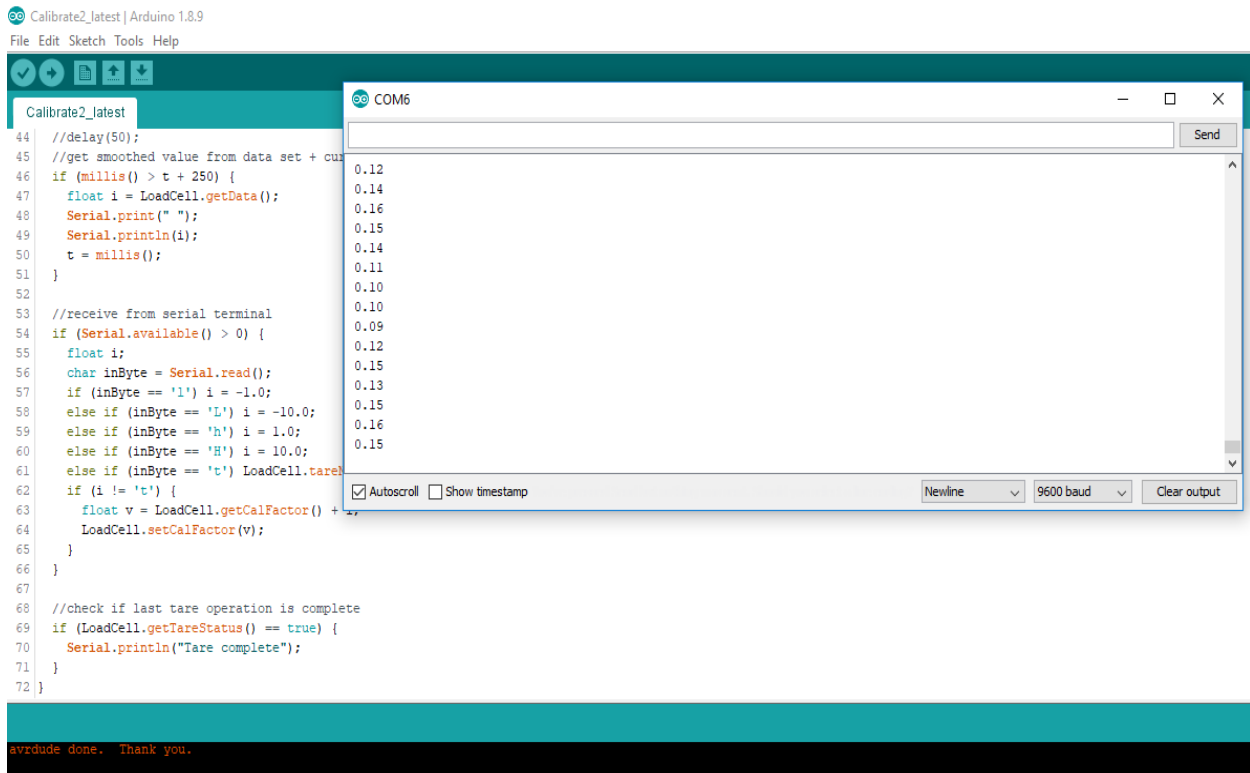 Calibrate2_latest | Arduino 1.8.9
File Edit Sketch Tools Help
Calibrate2_latest
44 //delay(50);
45 //get smoothed value from data set + cu
46 if (millis() > t + 250) {
47 float i = LoadCell.getData();
48 Serial.print(" ");
49 Serial.println(i);
50 t = millis();
51 }
52
53 //receive from serial terminal
54 if (Serial.available() > 0) {
55 float i;
56 char inByte = Serial.read();
57 if (inByte == 'l') i = -1.0;
58 else if (inByte == 'L') i = -10.0;
59 else if (inByte == 'h') i = 1.0;
60 else if (inByte == 'H') i = 10.0;
61 else if (inByte == 't') LoadCell.tare
62 if (i != 't') {
63 float v = LoadCell.getCalFactor() + i;
64 LoadCell.setCalFactor(v);
65 }
66 }
67
68 //check if last tare operation is complete
69 if (LoadCell.getTareStatus() == true) {
70 Serial.println("Tare complete");
71 }
72 }
avrdude done. Thank you.
COM6
Send
0.12
0.14
0.16
0.15
0.14
0.11
0.10
0.10
0.09
0.12
0.15
0.13
0.15
0.16
0.15
Autoscroll Show timestamp
Newline 9600 baud Clear output